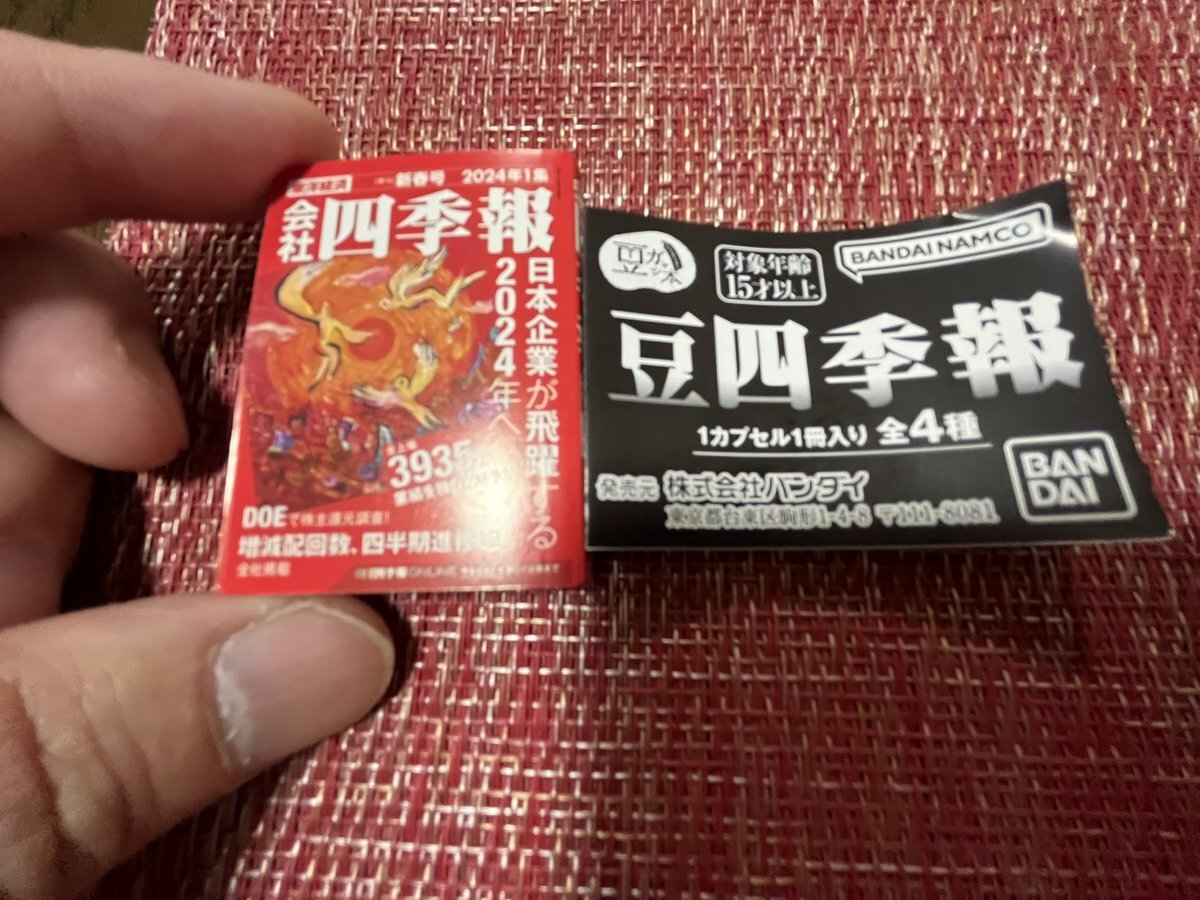 東洋経済
新春号 2024年1集
会社四季報
日本企業が飛躍する
2024年へ
3935
DOEで株主還元調査!
増減配回数、四半期進捗率
全社掲載
ONLINE
豆ガシャ本
対象年齢
15才以上
BANDAI NAMCO
豆四季報
1カプセル1冊入り 全4種
発売元 株式会社バンダイ
東京都台東区駒形1-4-8 〒111-8081
BAN
DAI